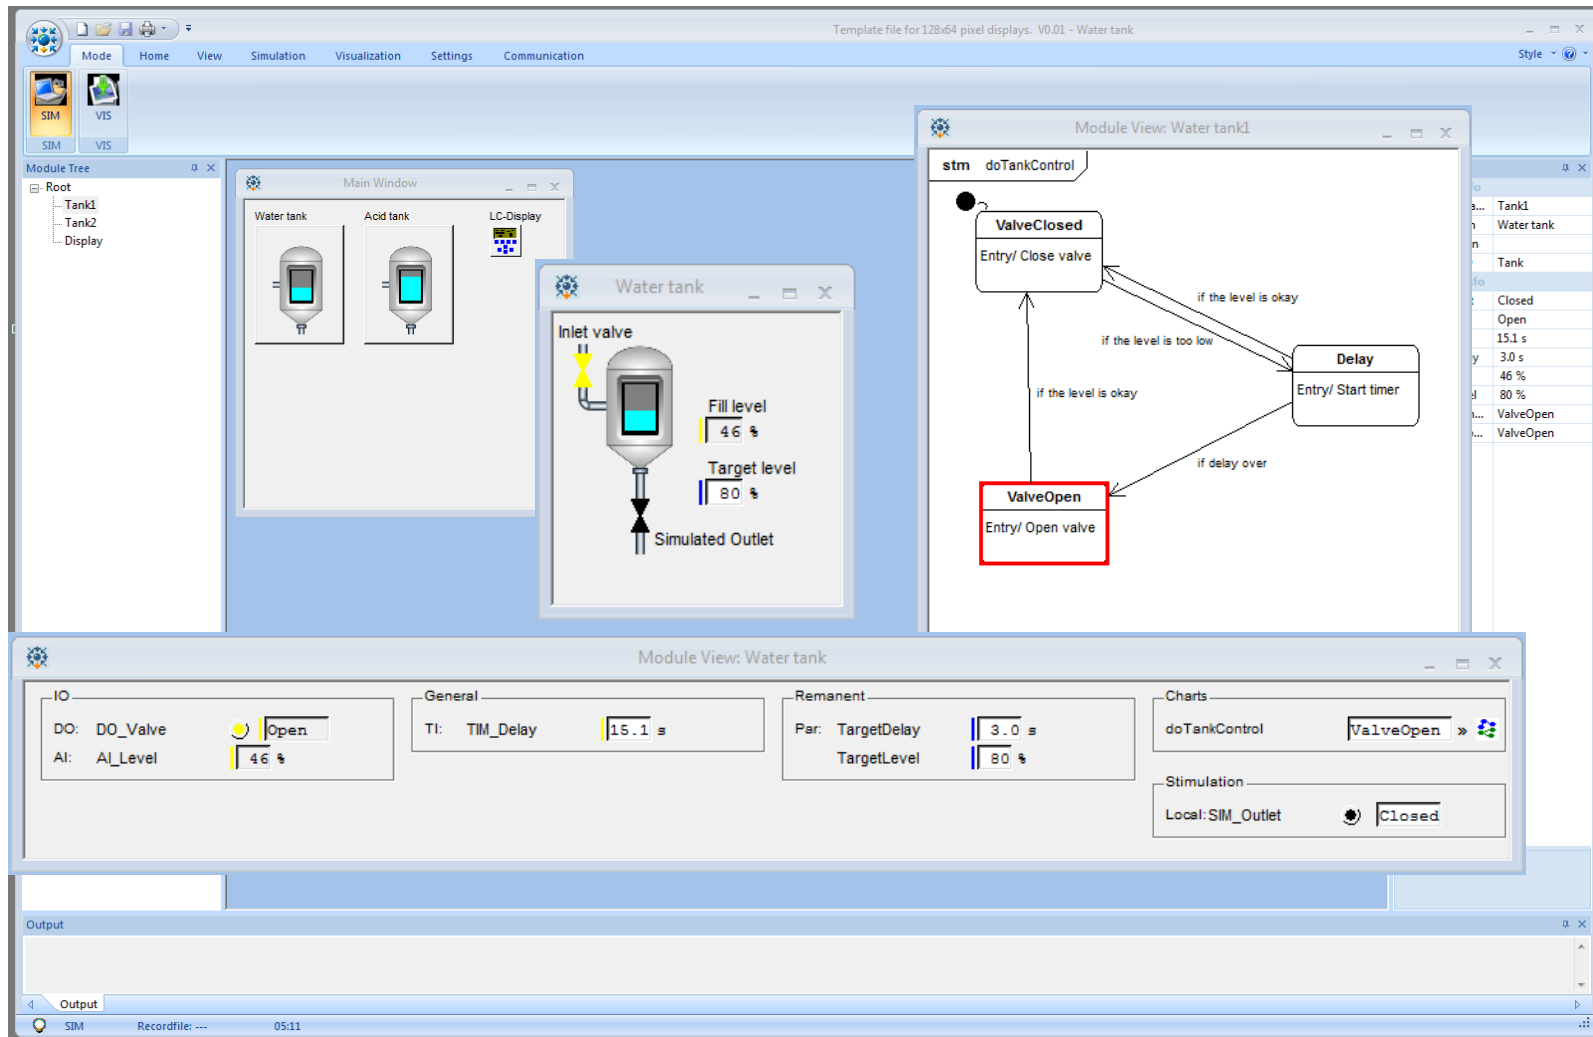 Template file for 128x64 pixel displays. V0.01 - Water tank
Mode Home View Simulation Visualization Settings Communication Style
SIM VIS
SIM VIS
Module Tree
Root
Tank1
Tank2
Display
Main Window
Water tank Acid tank LC-Display
Water tank
Inlet valve
Fill level
46 %
Target level
80 %
Simulated Outlet
Module View: Water tank1
stm doTankControl
ValveClosed
Entry/ Close valve
if the level is okay
if the level is too low
Delay
Entry/ Start timer
if the level is okay
if delay over
ValveOpen
Entry/ Open valve
Tank1
Water tank
Tank
Closed
Open
15.1 s
3.0 s
46 %
80 %
ValveOpen
ValveOpen
Module View: Water tank
IO
DO: DO_Valve Open
AI: AI_Level 46 %
General
TI: TIM_Delay 15.1 s
Remanent
Par: TargetDelay 3.0 s
TargetLevel 80 %
Charts
doTankControl ValveOpen »
Stimulation
Local: SIM_Outlet Closed
Output
Output
SIM Recordfile: --- 05:11